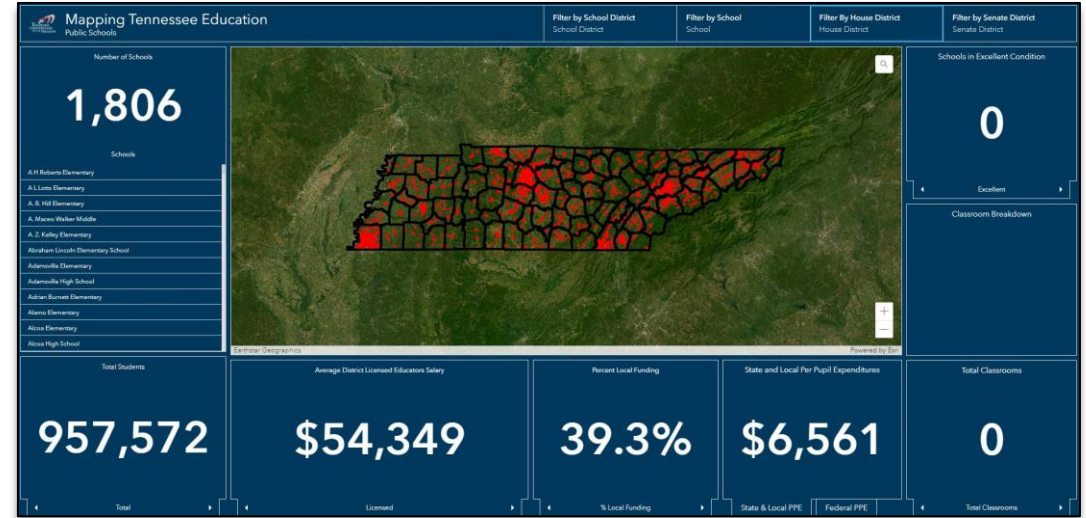 Mapping Tennessee Education
Public Schools
Filter by School District
School District
Filter by School
School
Filter By House District
House District
Filter by Senate District
Senate District
Number of Schools
1,806
Schools
A H Roberts Elementary
A L Lotts Elementary
A. B. Hill Elementary
A. Maceo Walker Middle
A. Z. Kelley Elementary
Abraham Lincoln Elementary School
Adamsville Elementary
Adamsville High School
Adrian Burnett Elementary
Alamo Elementary
Alcoa Elementary
Alcoa High School
Earthstar Geographics
Powered by Esri
Schools in Excellent Condition
0
Excellent
Classroom Breakdown
Total Students
957,572
Total
Average District Licensed Educators Salary
$54,349
Licensed
Percent Local Funding
39.3%
% Local Funding
State and Local Per Pupil Expenditures
$6,561
State & Local PPE
Federal PPE
Total Classrooms
0
Total Classrooms